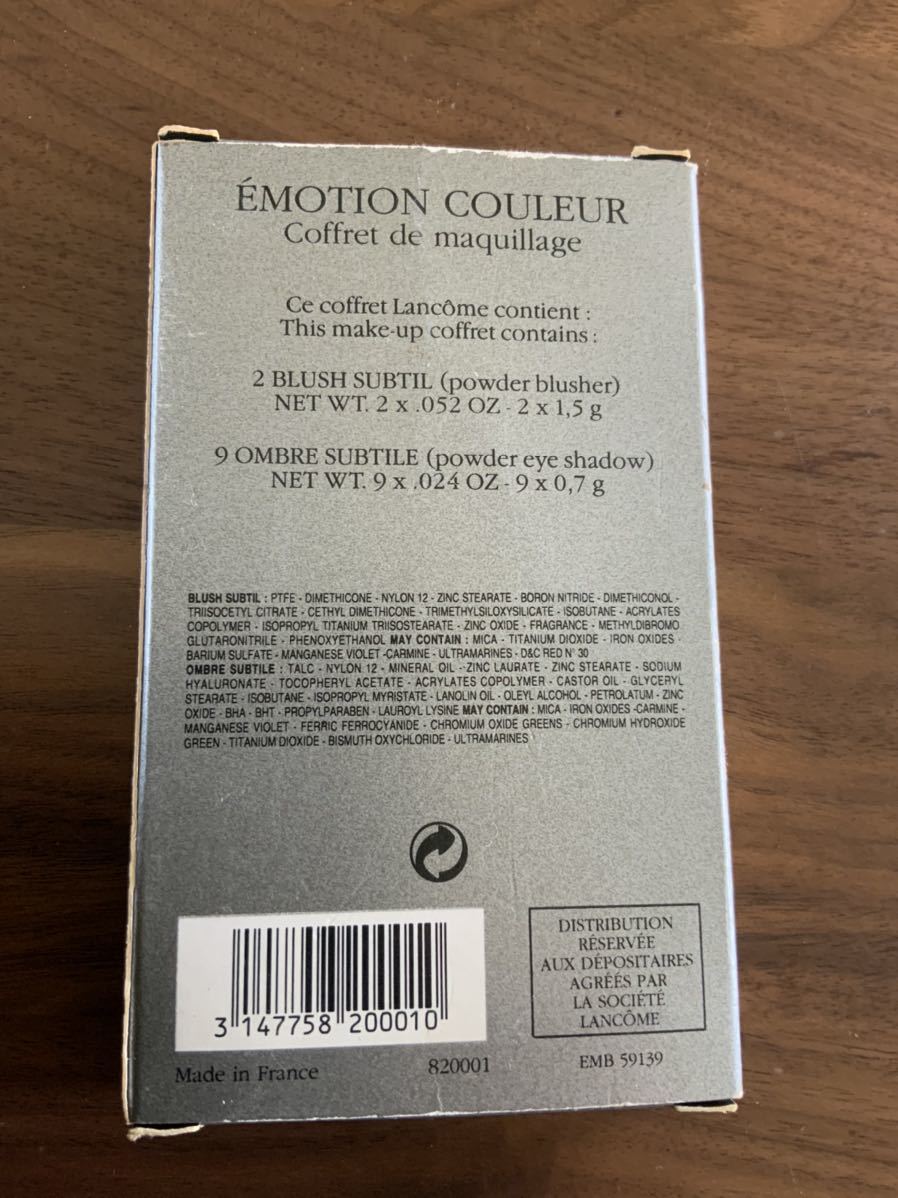 ÉMOTION COULEUR
Coffret de maquillage
Ce coffret Lancôme contient :
This make-up coffret contains :
2 BLUSH SUBTIL (powder blusher)
NET WT. 2 x .052 OZ - 2 x 1,5 g
9 OMBRE SUBTILE (powder eye shadow)
NET WT. 9 x .024 OZ - 9 x 0,7 g
BLUSH SUBTIL : PTFE - DIMETHICONE - NYLON 12 - ZINC STEARATE - BORON NITRIDE - DIMETHICONOL -
TRIISOCETYL CITRATE - CETHYL DIMETHICONE - TRIMETHYLSILOXYSILICATE - ISOBUTANE - ACRYLATES
COPOLYMER - ISOPROPYL TITANIUM TRIISOSTEARATE - ZINC OXIDE - FRAGRANCE - METHYLDIBROMO
GLUTARONITRILE - PHENOXYETHANOL MAY CONTAIN : MICA - TITANIUM DIOXIDE - IRON OXIDES -
BARIUM SULFATE - MANGANESE VIOLET -CARMINE - ULTRAMARINES - D&C RED N° 30
OMBRE SUBTILE : TALC - NYLON 12 - MINERAL OIL - ZINC LAURATE - ZINC STEARATE - SODIUM
HYALURONATE - TOCOPHERYL ACETATE - ACRYLATES COPOLYMER - CASTOR OIL - GLYCERYL
STEARATE - ISOBUTANE - ISOPROPYL MYRISTATE - LANOLIN OIL - OLEYL ALCOHOL - PETROLATUM - ZINC
OXIDE - BHA - BHT - PROPYLPARABEN - LAUROYL LYSINE MAY CONTAIN : MICA - IRON OXIDES -CARMINE -
MANGANESE VIOLET - FERRIC FERROCYANIDE - CHROMIUM OXIDE GREENS - CHROMIUM HYDROXIDE
GREEN - TITANIUM DIOXIDE - BISMUTH OXYCHLORIDE - ULTRAMARINES
3 147758 200010
Made in France
820001
DISTRIBUTION
RÉSERVÉE
AUX DÉPOSITAIRES
AGRÉÉS PAR
LA SOCIÉTÉ
LANCÔME
EMB 59139